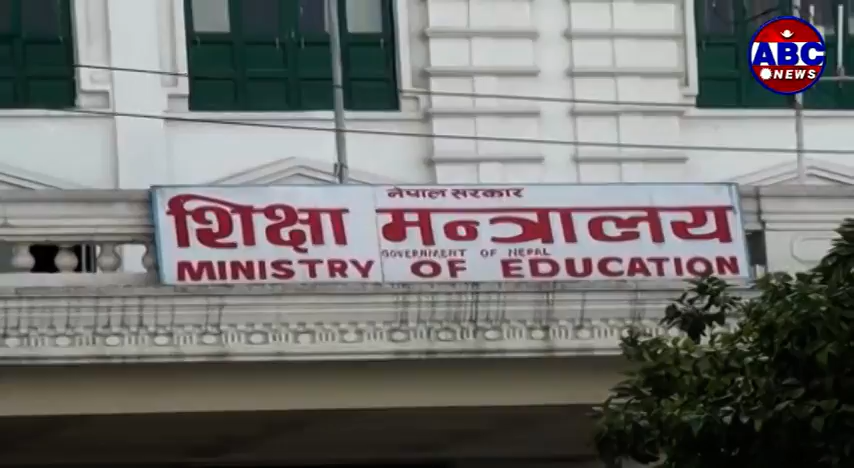 ABC
NEWS
नेपाल सरकार
शिक्षा मन्त्रालय
GOVERNMENT OF NEPAL
MINISTRY OF EDUCATION